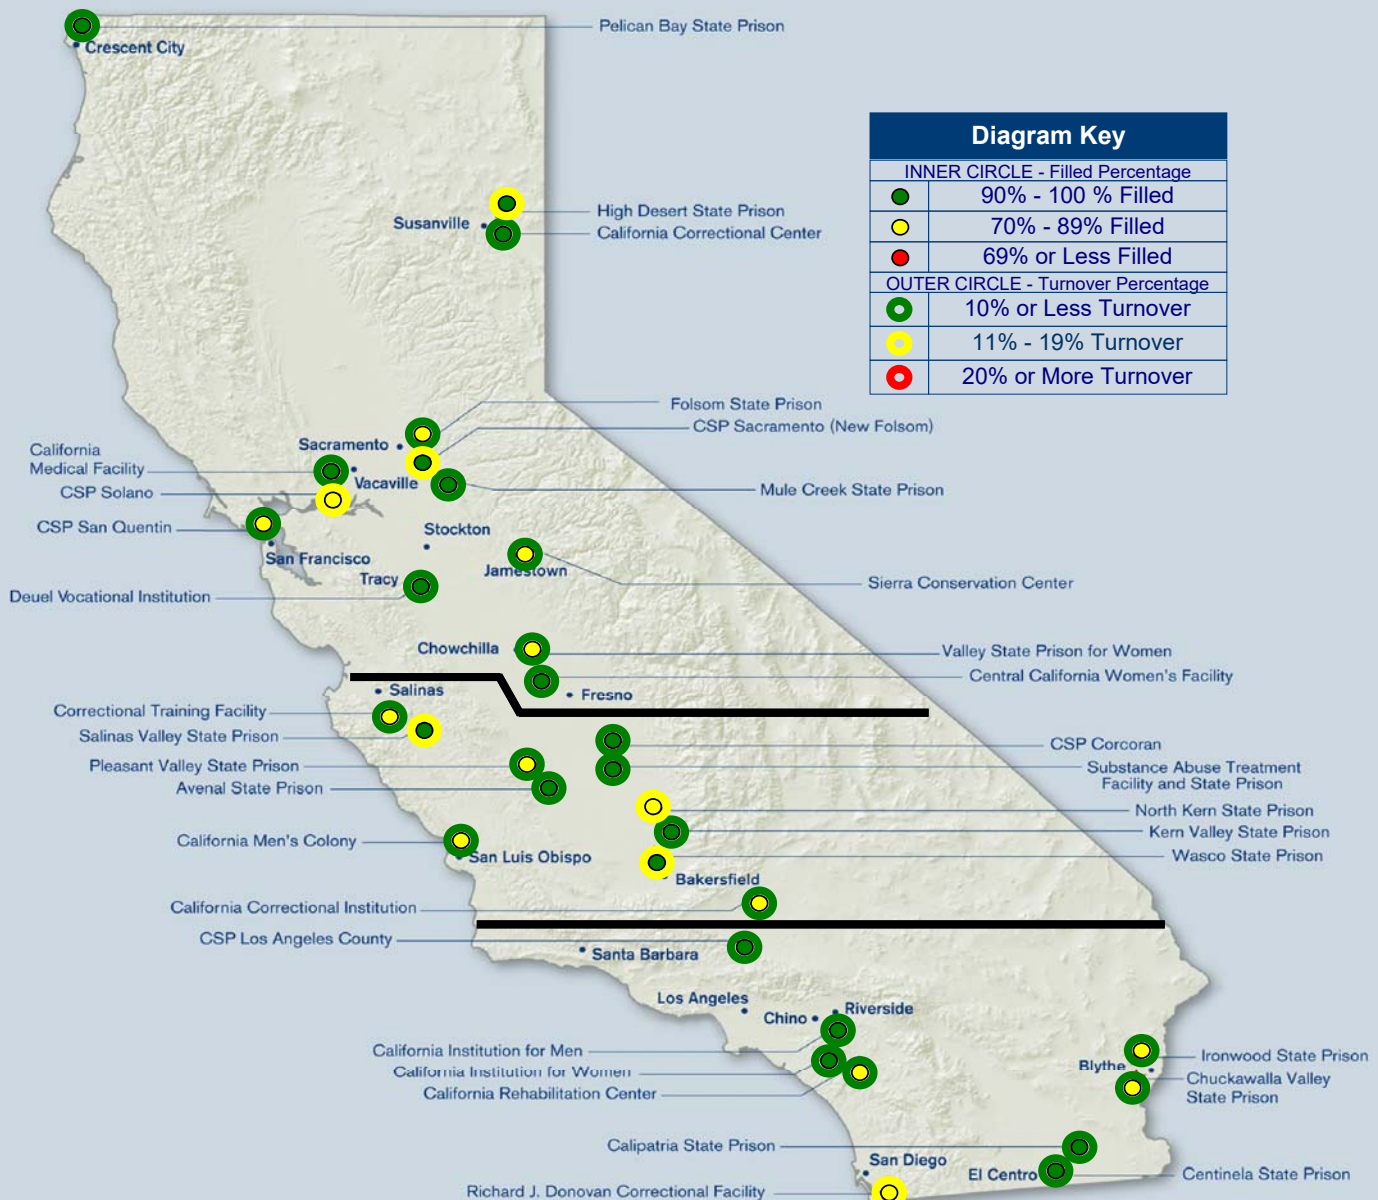 Pelican Bay State Prison
Crescent City
Diagram Key
INNER CIRCLE - Filled Percentage
90% - 100 % Filled
70% - 89% Filled
69% or Less Filled
OUTER CIRCLE - Turnover Percentage
10% or Less Turnover
11% - 19% Turnover
20% or More Turnover
High Desert State Prison
Susanville
California Correctional Center
Folsom State Prison
CSP Sacramento (New Folsom)
Sacramento
California
Medical Facility
Vacaville
CSP Solano
Mule Creek State Prison
CSP San Quentin
Stockton
San Francisco
Jamestown
Tracy
Sierra Conservation Center
Deuel Vocational Institution
Chowchilla
Valley State Prison for Women
Central California Women's Facility
Salinas
Fresno
Correctional Training Facility
Salinas Valley State Prison
CSP Corcoran
Pleasant Valley State Prison
Substance Abuse Treatment
Facility and State Prison
Avenal State Prison
North Kern State Prison
Kern Valley State Prison
California Men's Colony
San Luis Obispo
Wasco State Prison
Bakersfield
California Correctional Institution
CSP Los Angeles County
Santa Barbara
Los Angeles
Riverside
Chino
California Institution for Men
Ironwood State Prison
Blythe
California Institution for Women
Chuckawalla Valley
State Prison
California Rehabilitation Center
Calipatria State Prison
San Diego
El Centro
Centinela State Prison
Richard J. Donovan Correctional Facility